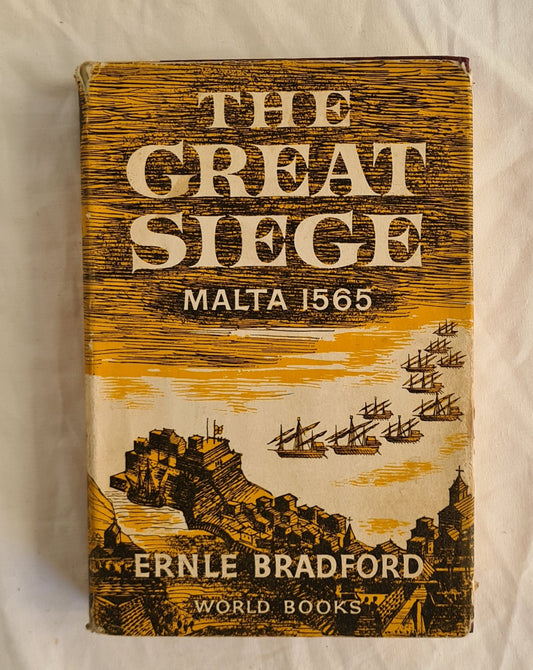 THE
GREAT
SIEGE
MALTA 1565
ERNLE BRADFORD
WORLD BOOKS